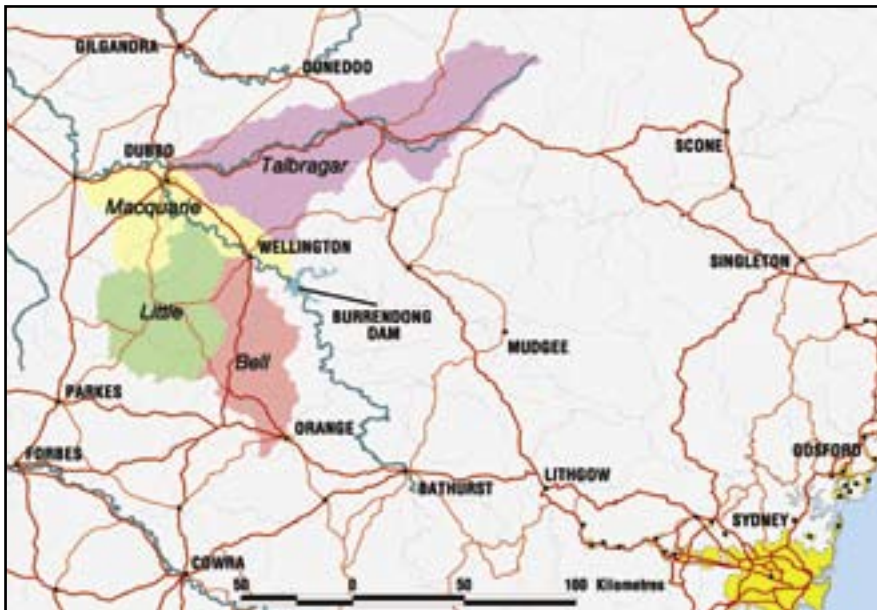 GILGANDRA
DUNEDOO
DUBBO
Talbragar
SCONE
Macquarie
WELLINGTON
SINGLETON
Little
BURRENDONG
DAM
MUDGEE
Bell
PARKES
ORANGE
FORBES
GOSFORD
BATHURST
LITHGOW
SYDNEY
COWRA
50 0 50 100 Kilometres